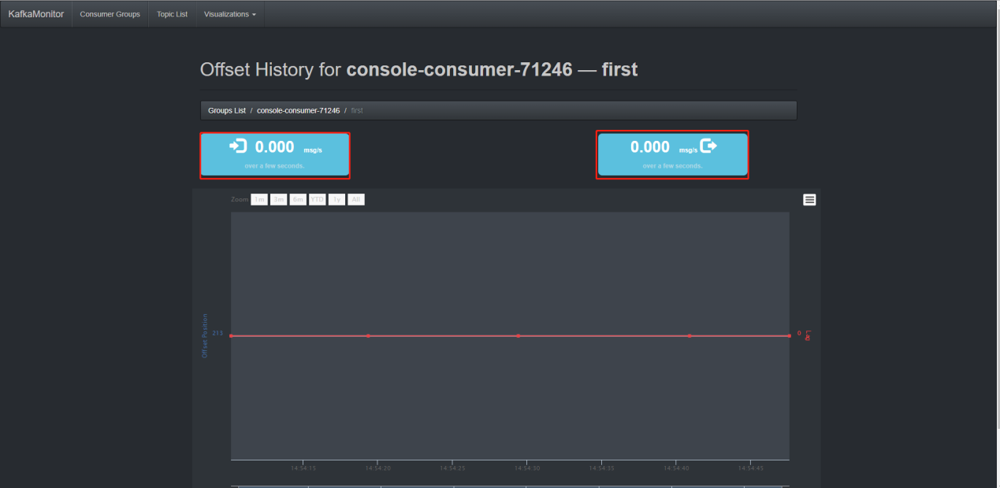 KafkaMonitor Consumer Groups Topic List Visualizations
Offset History for console-consumer-71246 — first
Groups List / console-consumer-71246 / first
0.000 msg/s
over a few seconds.
0.000 msg/s
over a few seconds.
Zoom 1m 3m 6m YTD 1y All
Offset Position
213
0
Lag
14:54:15 14:54:20 14:54:25 14:54:30 14:54:35 14:54:40 14:54:45